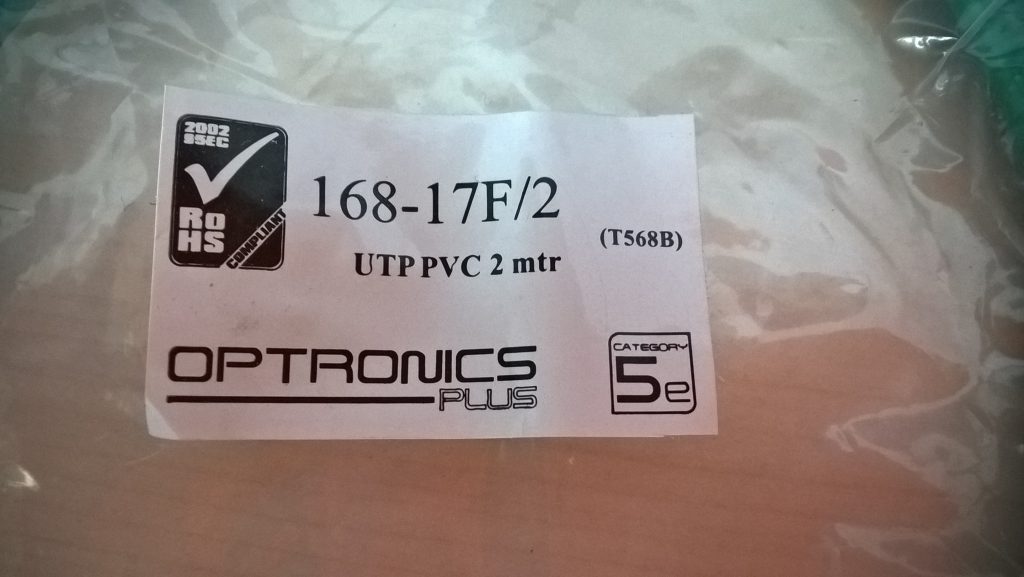 2002
95EC
RoHS
COMPLIANT
168-17F/2
(T568B)
UTP PVC 2 mtr
OPTRONICS
PLUS
CATEGORY
5e